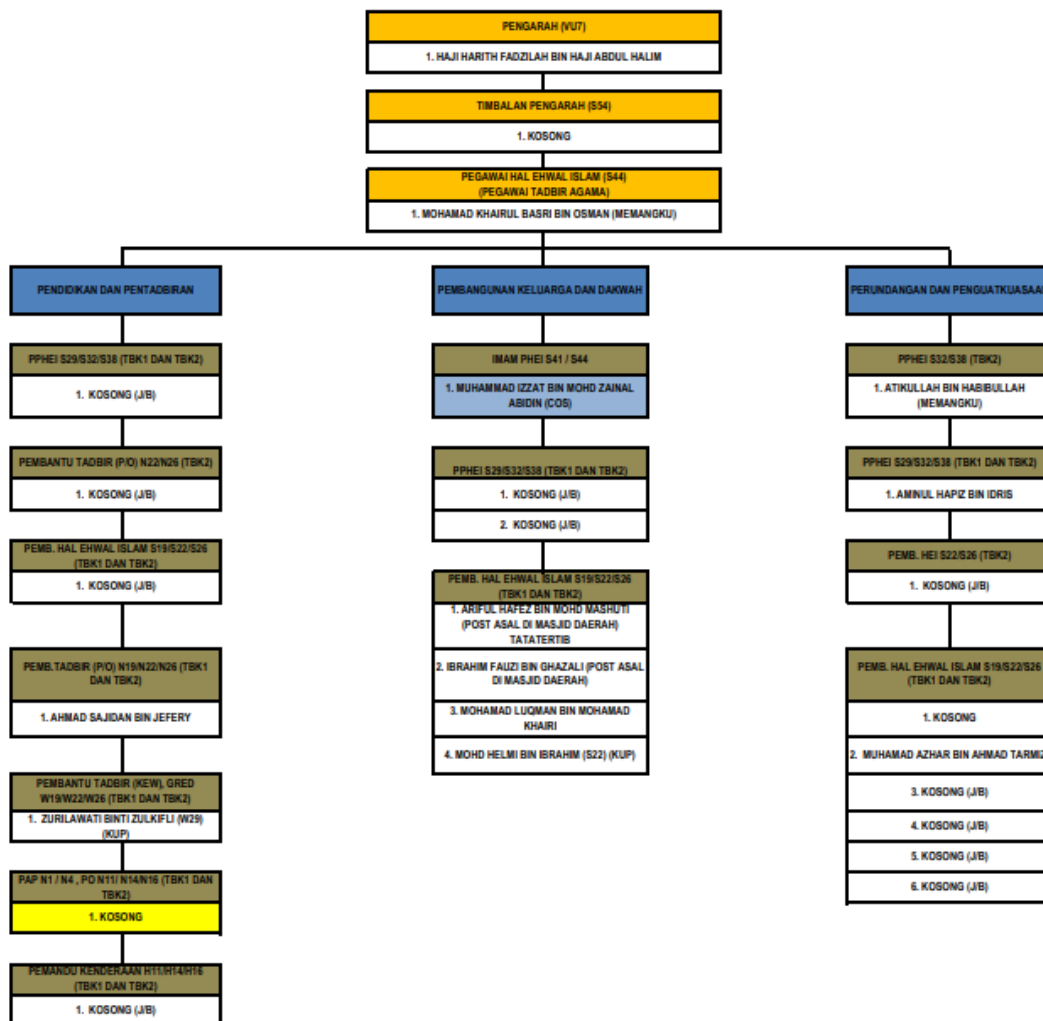 PENGARAH (VU7)
1. HAJI HARITH FADZILAH BIN HAJI ABDUL HALIM
TIMBALAN PENGARAH (S54)
1. KOSONG
PEGAWAI HAL EHWAL ISLAM (S44)
(PEGAWAI TADBIR AGAMA)
1. MOHAMAD KHAIRUL BASRI BIN OSMAN (MEMANGKU)
PENDIDIKAN DAN PENTADBIRAN
PPHEI S29/S32/S38 (TBK1 DAN TBK2)
1. KOSONG (J/B)
PEMBANTU TADBIR (P/O) N22/N26 (TBK2)
1. KOSONG (J/B)
PEMB. HAL EHWAL ISLAM S19/S22/S26
(TBK1 DAN TBK2)
1. KOSONG (J/B)
PEMB.TADBIR (P/O) N19/N22/N26 (TBK1
DAN TBK2)
1. AHMAD SAJIDAN BIN JEFERY
PEMBANTU TADBIR (KEW), GRED
W19/W22/W26 (TBK1 DAN TBK2)
1. ZURILAWATI BINTI ZULKIFLI (W29)
(KUP)
PAP N1 / N4 , PO N11/ N14/N16 (TBK1 DAN
TBK2)
1. KOSONG
PEMANDU KENDERAAN H11/H14/H16
(TBK1 DAN TBK2)
1. KOSONG (J/B)
PEMBANGUNAN KELUARGA DAN DAKWAH
IMAM PHEI S41 / S44
1. MUHAMMAD IZZAT BIN MOHD ZAINAL
ABIDIN (COS)
PPHEI S29/S32/S38 (TBK1 DAN TBK2)
1. KOSONG (J/B)
2. KOSONG (J/B)
PEMB. HAL EHWAL ISLAM S19/S22/S26
(TBK1 DAN TBK2)
1. ARIFUL HAFEZ BIN MOHD MASHUTI
(POST ASAL DI MASJID DAERAH)
TATATERTIB
2. IBRAHIM FAUZI BIN GHAZALI (POST ASAL
DI MASJID DAERAH)
3. MOHAMAD LUQMAN BIN MOHAMAD
KHAIRI
4. MOHD HELMI BIN IBRAHIM (S22) (KUP)
PERUNDANGAN DAN PENGUATKUASAA
PPHEI S32/S38 (TBK2)
1. ATIKULLAH BIN HABIBULLAH
(MEMANGKU)
PPHEI S29/S32/S38 (TBK1 DAN TBK2)
1. AMINUL HAPIZ BIN IDRIS
PEMB. HEI S22/S26 (TBK2)
1. KOSONG (J/B)
PEMB. HAL EHWAL ISLAM S19/S22/S26
(TBK1 DAN TBK2)
1. KOSONG
2. MUHAMAD AZHAR BIN AHMAD TARMIZ
3. KOSONG (J/B)
4. KOSONG (J/B)
5. KOSONG (J/B)
6. KOSONG (J/B)